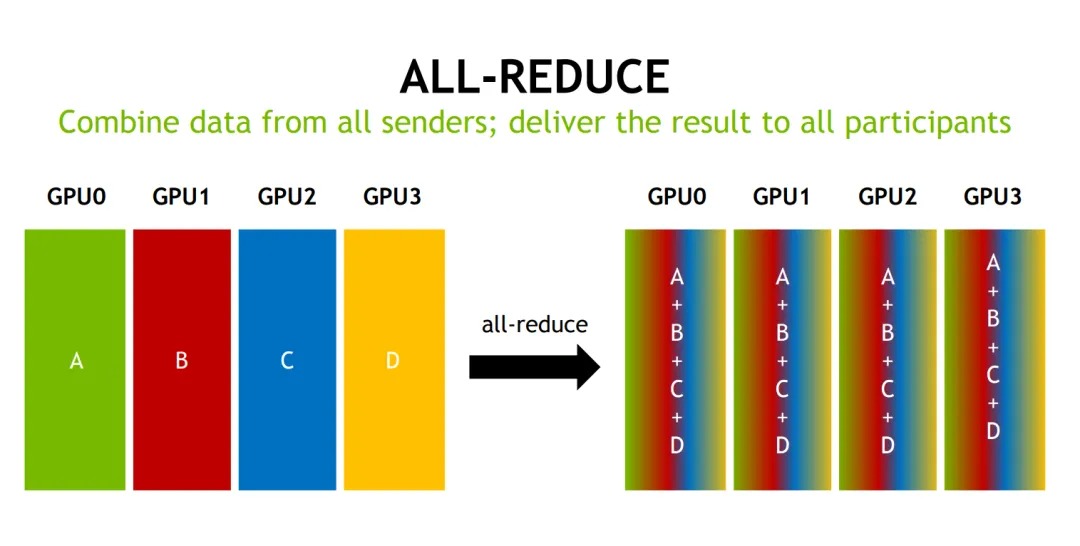 ALL-REDUCE
Combine data from all senders; deliver the result to all participants
GPU0 GPU1 GPU2 GPU3
A B C D
all-reduce
GPU0 GPU1 GPU2 GPU3
A
+
B
+
C
+
D
A
+
B
+
C
+
D
A
+
B
+
C
+
D
A
+
B
+
C
+
D